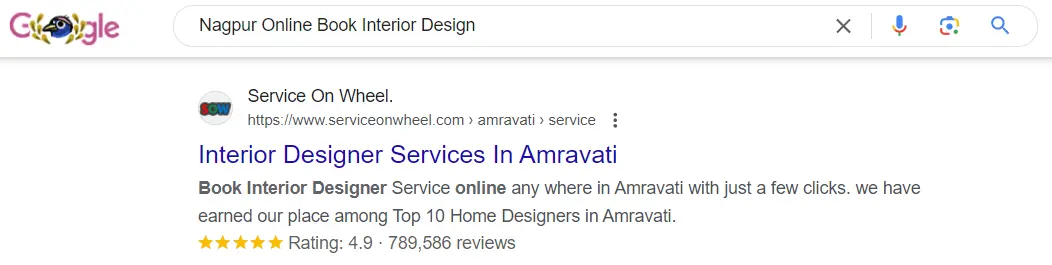 Google
Nagpur Online Book Interior Design
SOW
Service On Wheel.
https://www.serviceonwheel.com › amravati › service
Interior Designer Services In Amravati
Book Interior Designer Service online any where in Amravati with just a few clicks. we have
earned our place among Top 10 Home Designers in Amravati.
Rating: 4.9 · 789,586 reviews